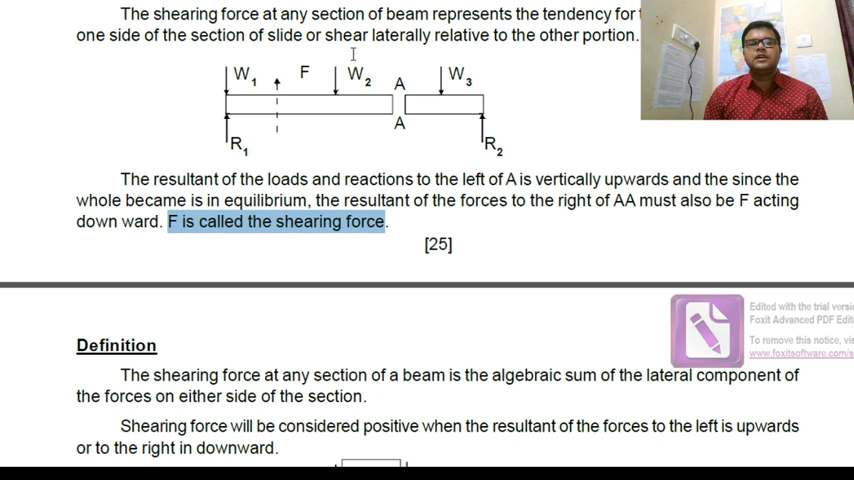 The shearing force at any section of beam represents the tendency for
one side of the section of slide or shear laterally relative to the other portion.
W1 F W2 A W3
A
R1 R2
The resultant of the loads and reactions to the left of A is vertically upwards and the since the
whole became is in equilibrium, the resultant of the forces to the right of AA must also be F acting
down ward. F is called the shearing force.
[25]
Edited with the trial versi
Foxit Advanced PDF Edit
To remove this notice, vis
www.foxitsoftware.com/s
Definition
The shearing force at any section of a beam is the algebraic sum of the lateral component of
the forces on either side of the section.
Shearing force will be considered positive when the resultant of the forces to the left is upwards
or to the right in downward.